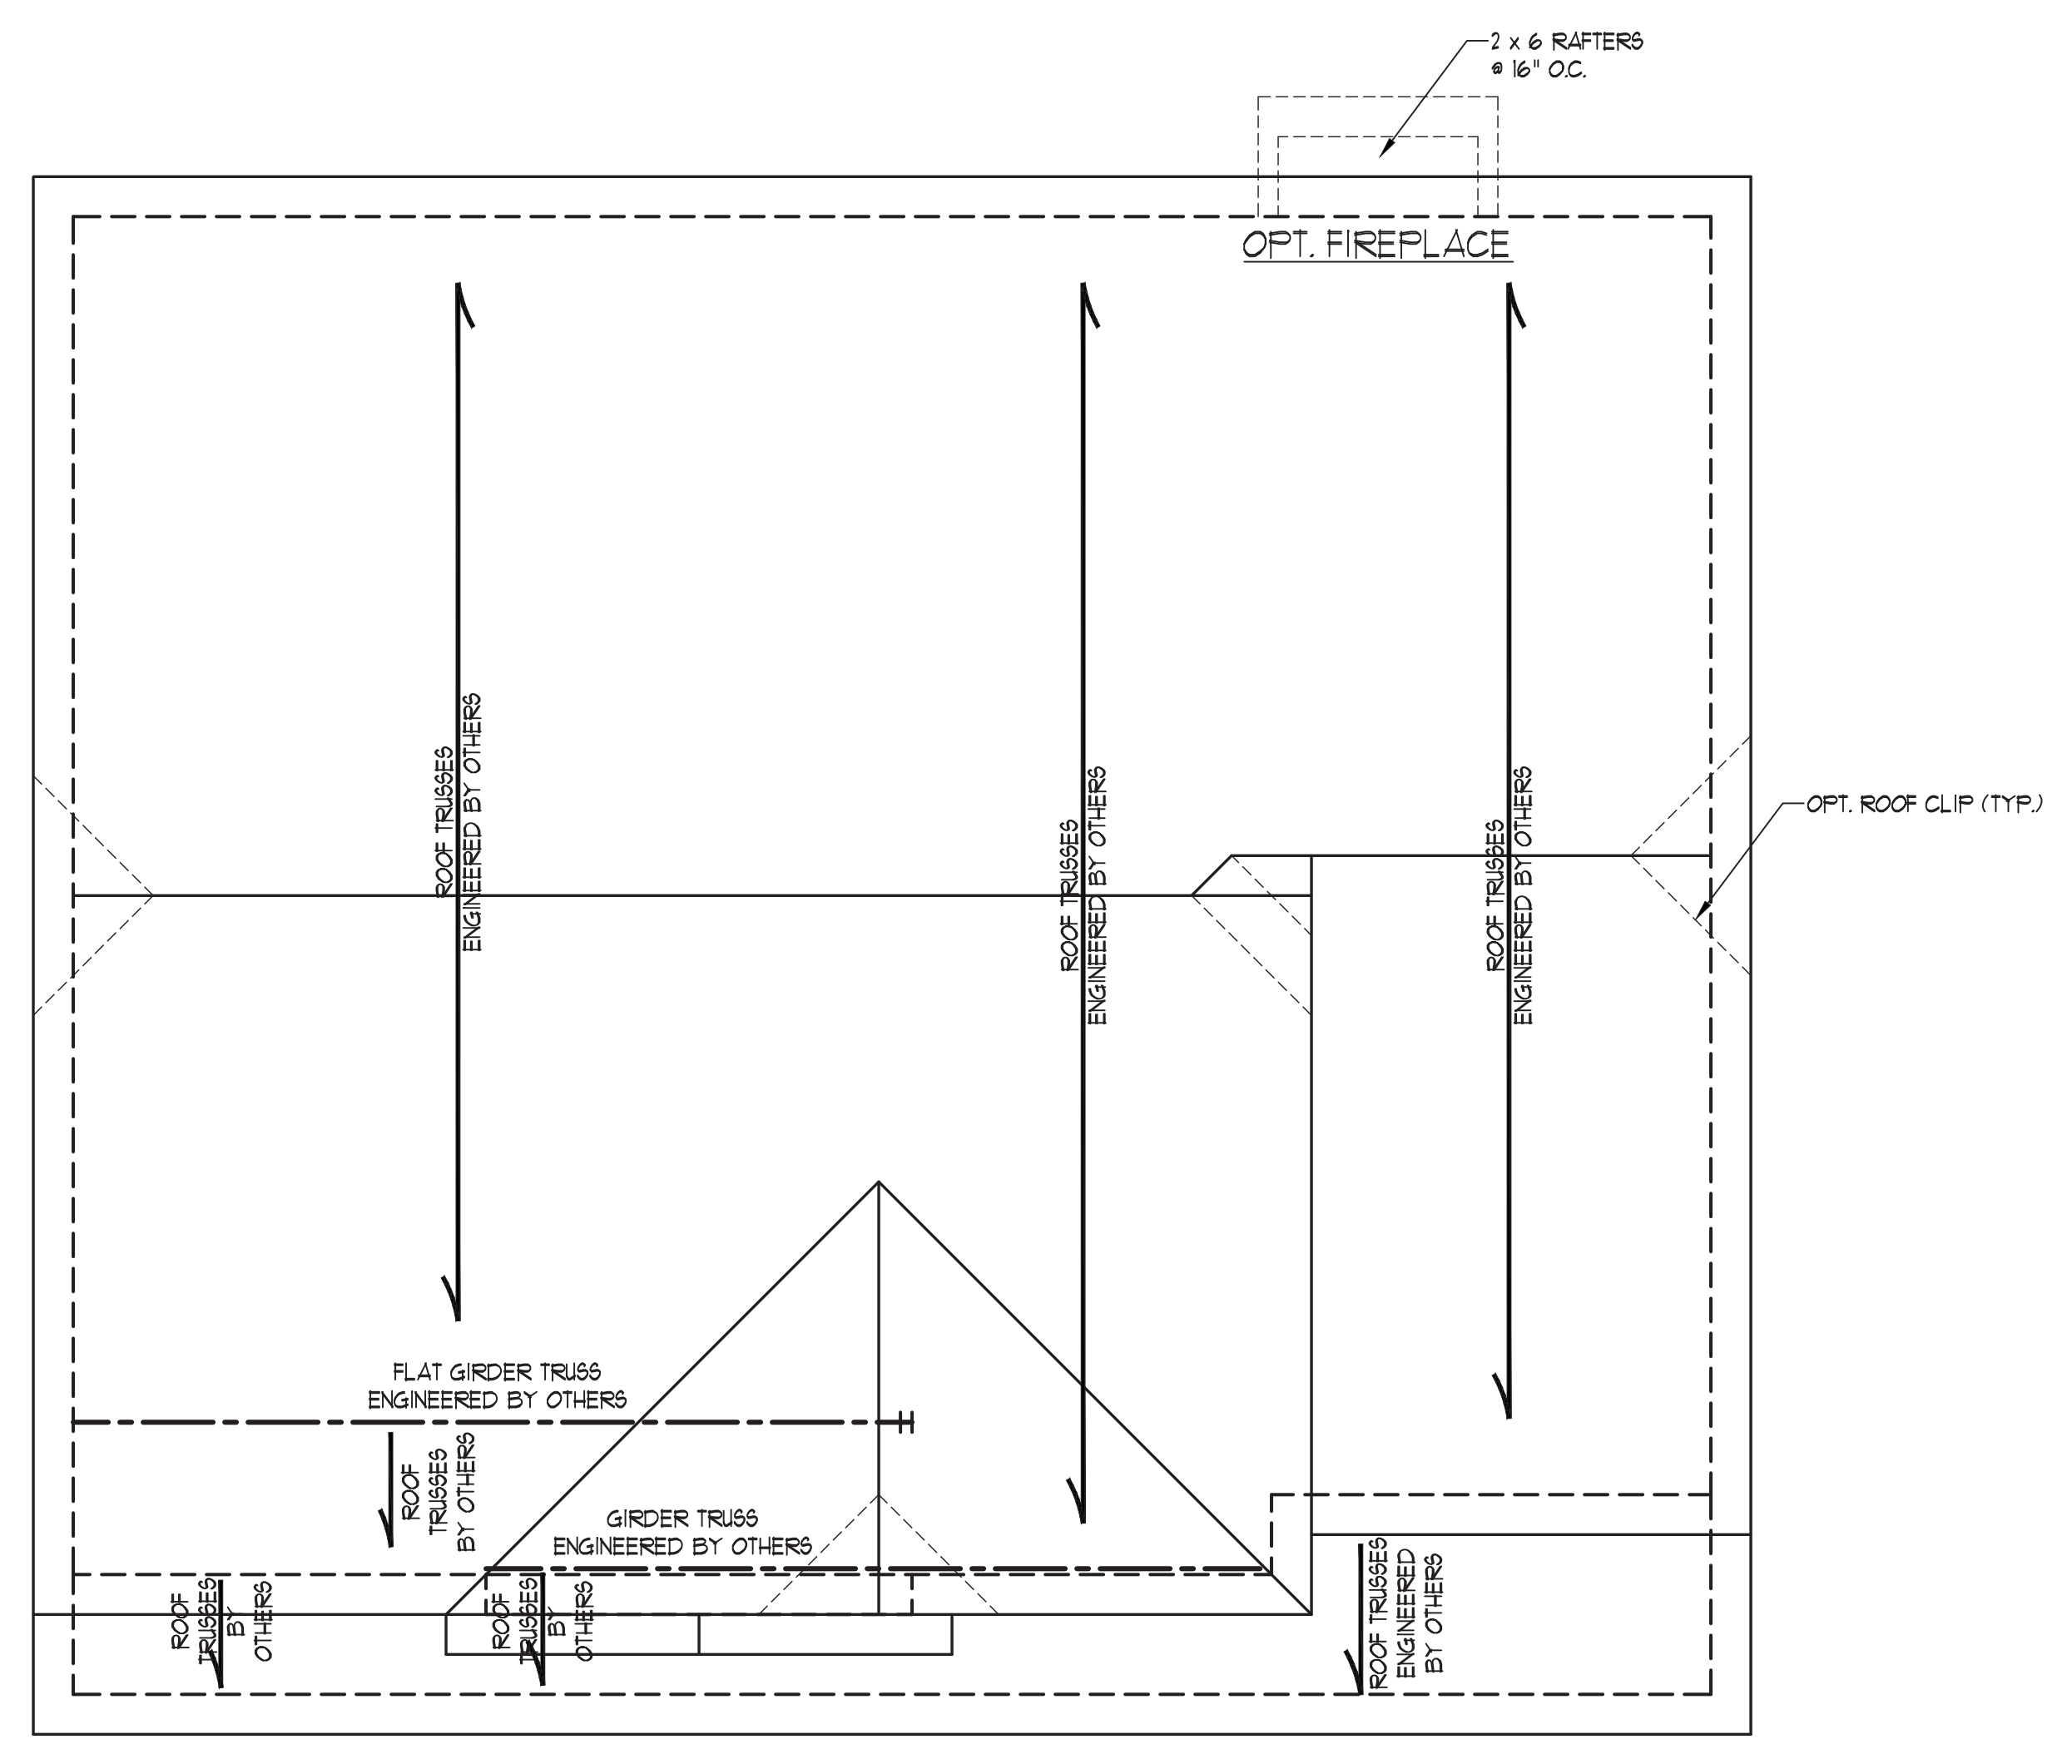 2 x 6 RAFTERS
@ 16" O.C.
OPT. FIREPLACE
ROOF TRUSSES
ENGINEERED BY OTHERS
ROOF TRUSSES
ENGINEERED BY OTHERS
ROOF TRUSSES
ENGINEERED BY OTHERS
OPT. ROOF CLIP (TYP.)
FLAT GIRDER TRUSS
ENGINEERED BY OTHERS
ROOF
TRUSSES
BY OTHERS
GIRDER TRUSS
ENGINEERED BY OTHERS
ROOF
TRUSSES
BY
OTHERS
ROOF
TRUSSES
BY
OTHERS
ROOF TRUSSES
ENGINEERED
BY OTHERS